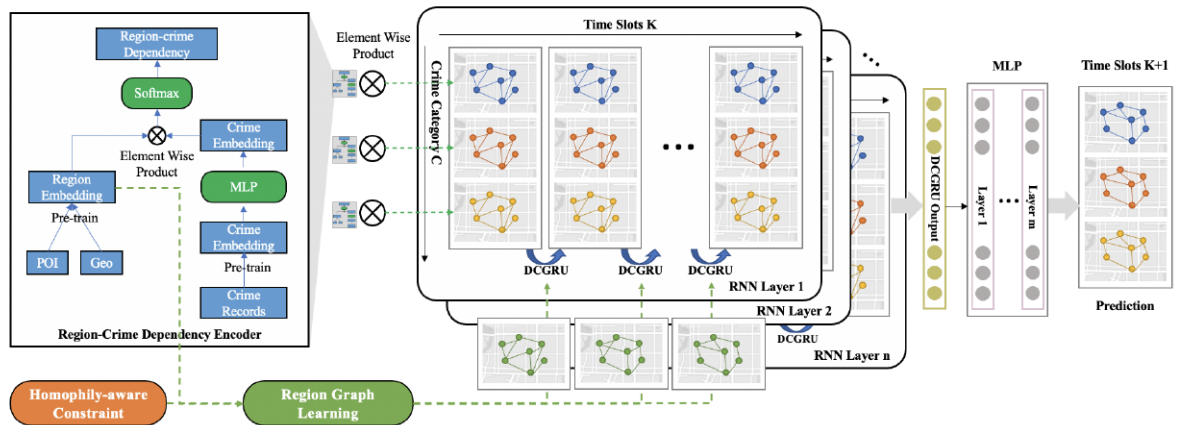 Region-crime
Dependency
Softmax
Element Wise
Product
Crime
Embedding
Region
Embedding
MLP
Pre-train
POI
Geo
Crime
Embedding
Pre-train
Crime
Records
Region-Crime Dependency Encoder
Homophily-aware
Constraint
Region Graph
Learning
Element Wise
Product
Time Slots K
Crime Category C
DCGRU
DCGRU
DCGRU
RNN Layer 1
RNN Layer 2
DCGRU
RNN Layer n
DCGRU Output
MLP
Layer 1
Layer m
Time Slots K+1
Prediction